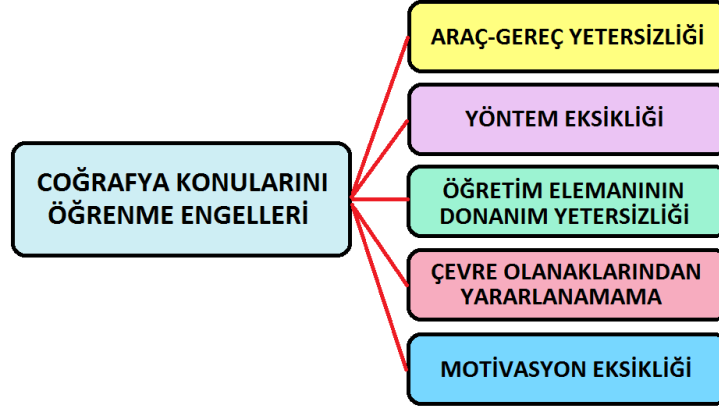 COĞRAFYA KONULARINI
ÖĞRENME ENGELLERİ
ARAÇ-GEREÇ YETERSİZLİĞİ
YÖNTEM EKSİKLİĞİ
ÖĞRETİM ELEMANININ
DONANIM YETERSİZLİĞİ
ÇEVRE OLANAKLARINDAN
YARARLANAMAMA
MOTİVASYON EKSİKLİĞİ